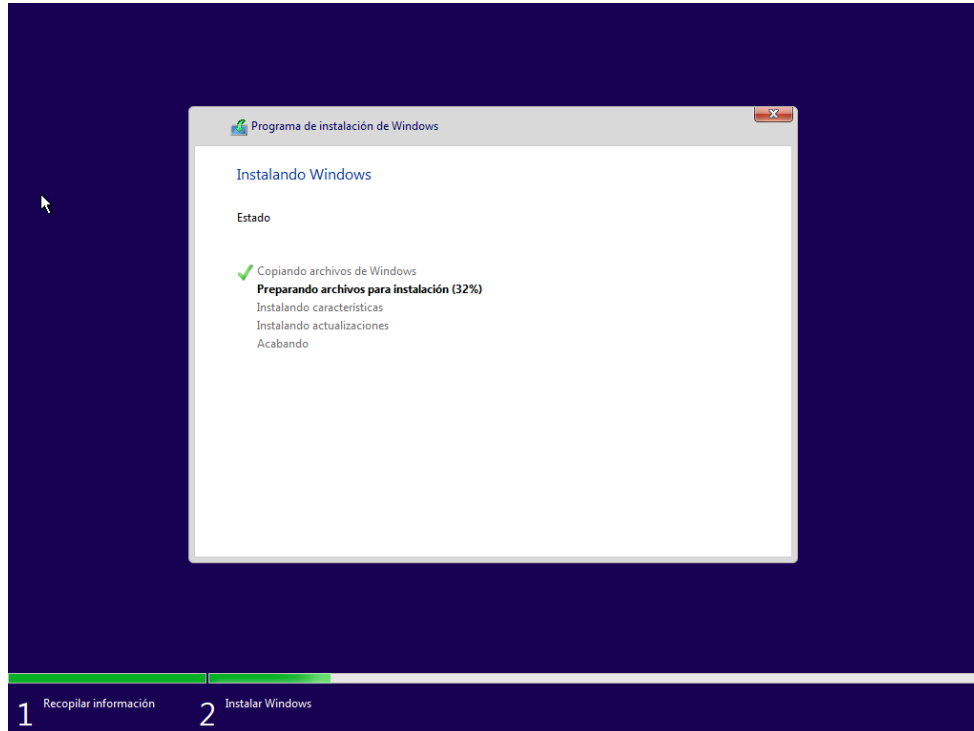 Programa de instalación de Windows
Instalando Windows
Estado
Copiando archivos de Windows
Preparando archivos para instalación (32%)
Instalando características
Instalando actualizaciones
Acabando
1 Recopilar información
2 Instalar Windows